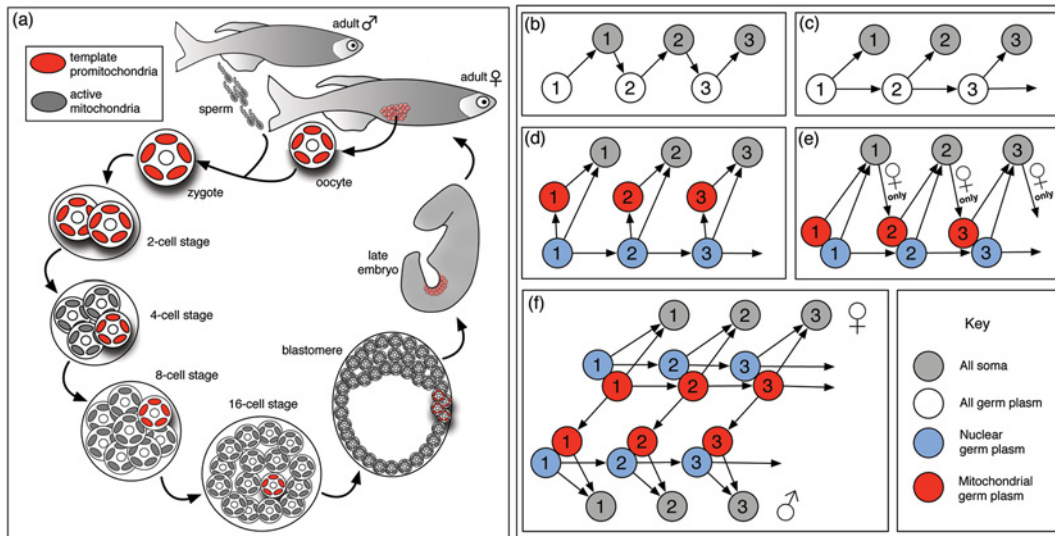 (a)
adult ♂
template
promitochondria
active
mitochondria
adult ♀
sperm
oocyte
zygote
2-cell stage
late
embryo
4-cell stage
blastomere
8-cell stage
16-cell stage
(b)
1 2 3
1 2 3
(c)
1 2 3
1 2 3
(d)
1 2 3
1 2 3
1 2 3
(e)
1 2 3
♀ ♀ ♀
only only only
1 2 3
1 2 3
(f)
1 2 3 ♀
1 2 3
1 2 3
1 2 3
1 2 3
1 2 3 ♂
Key
All soma
All germ plasm
Nuclear
germ plasm
Mitochondrial
germ plasm